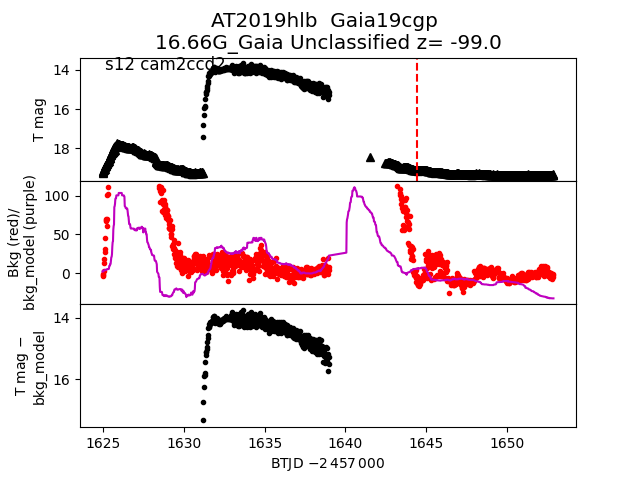 AT2019hlb Gaia19cgp
16.66G_Gaia Unclassified z= -99.0
s12 cam2ccd2
14
16
18
T mag
100
50
0
Bkg (red)/
bkg_model (purple)
14
16
T mag −
bkg_model
1625 1630 1635 1640 1645 1650
BTJD −2 457 000